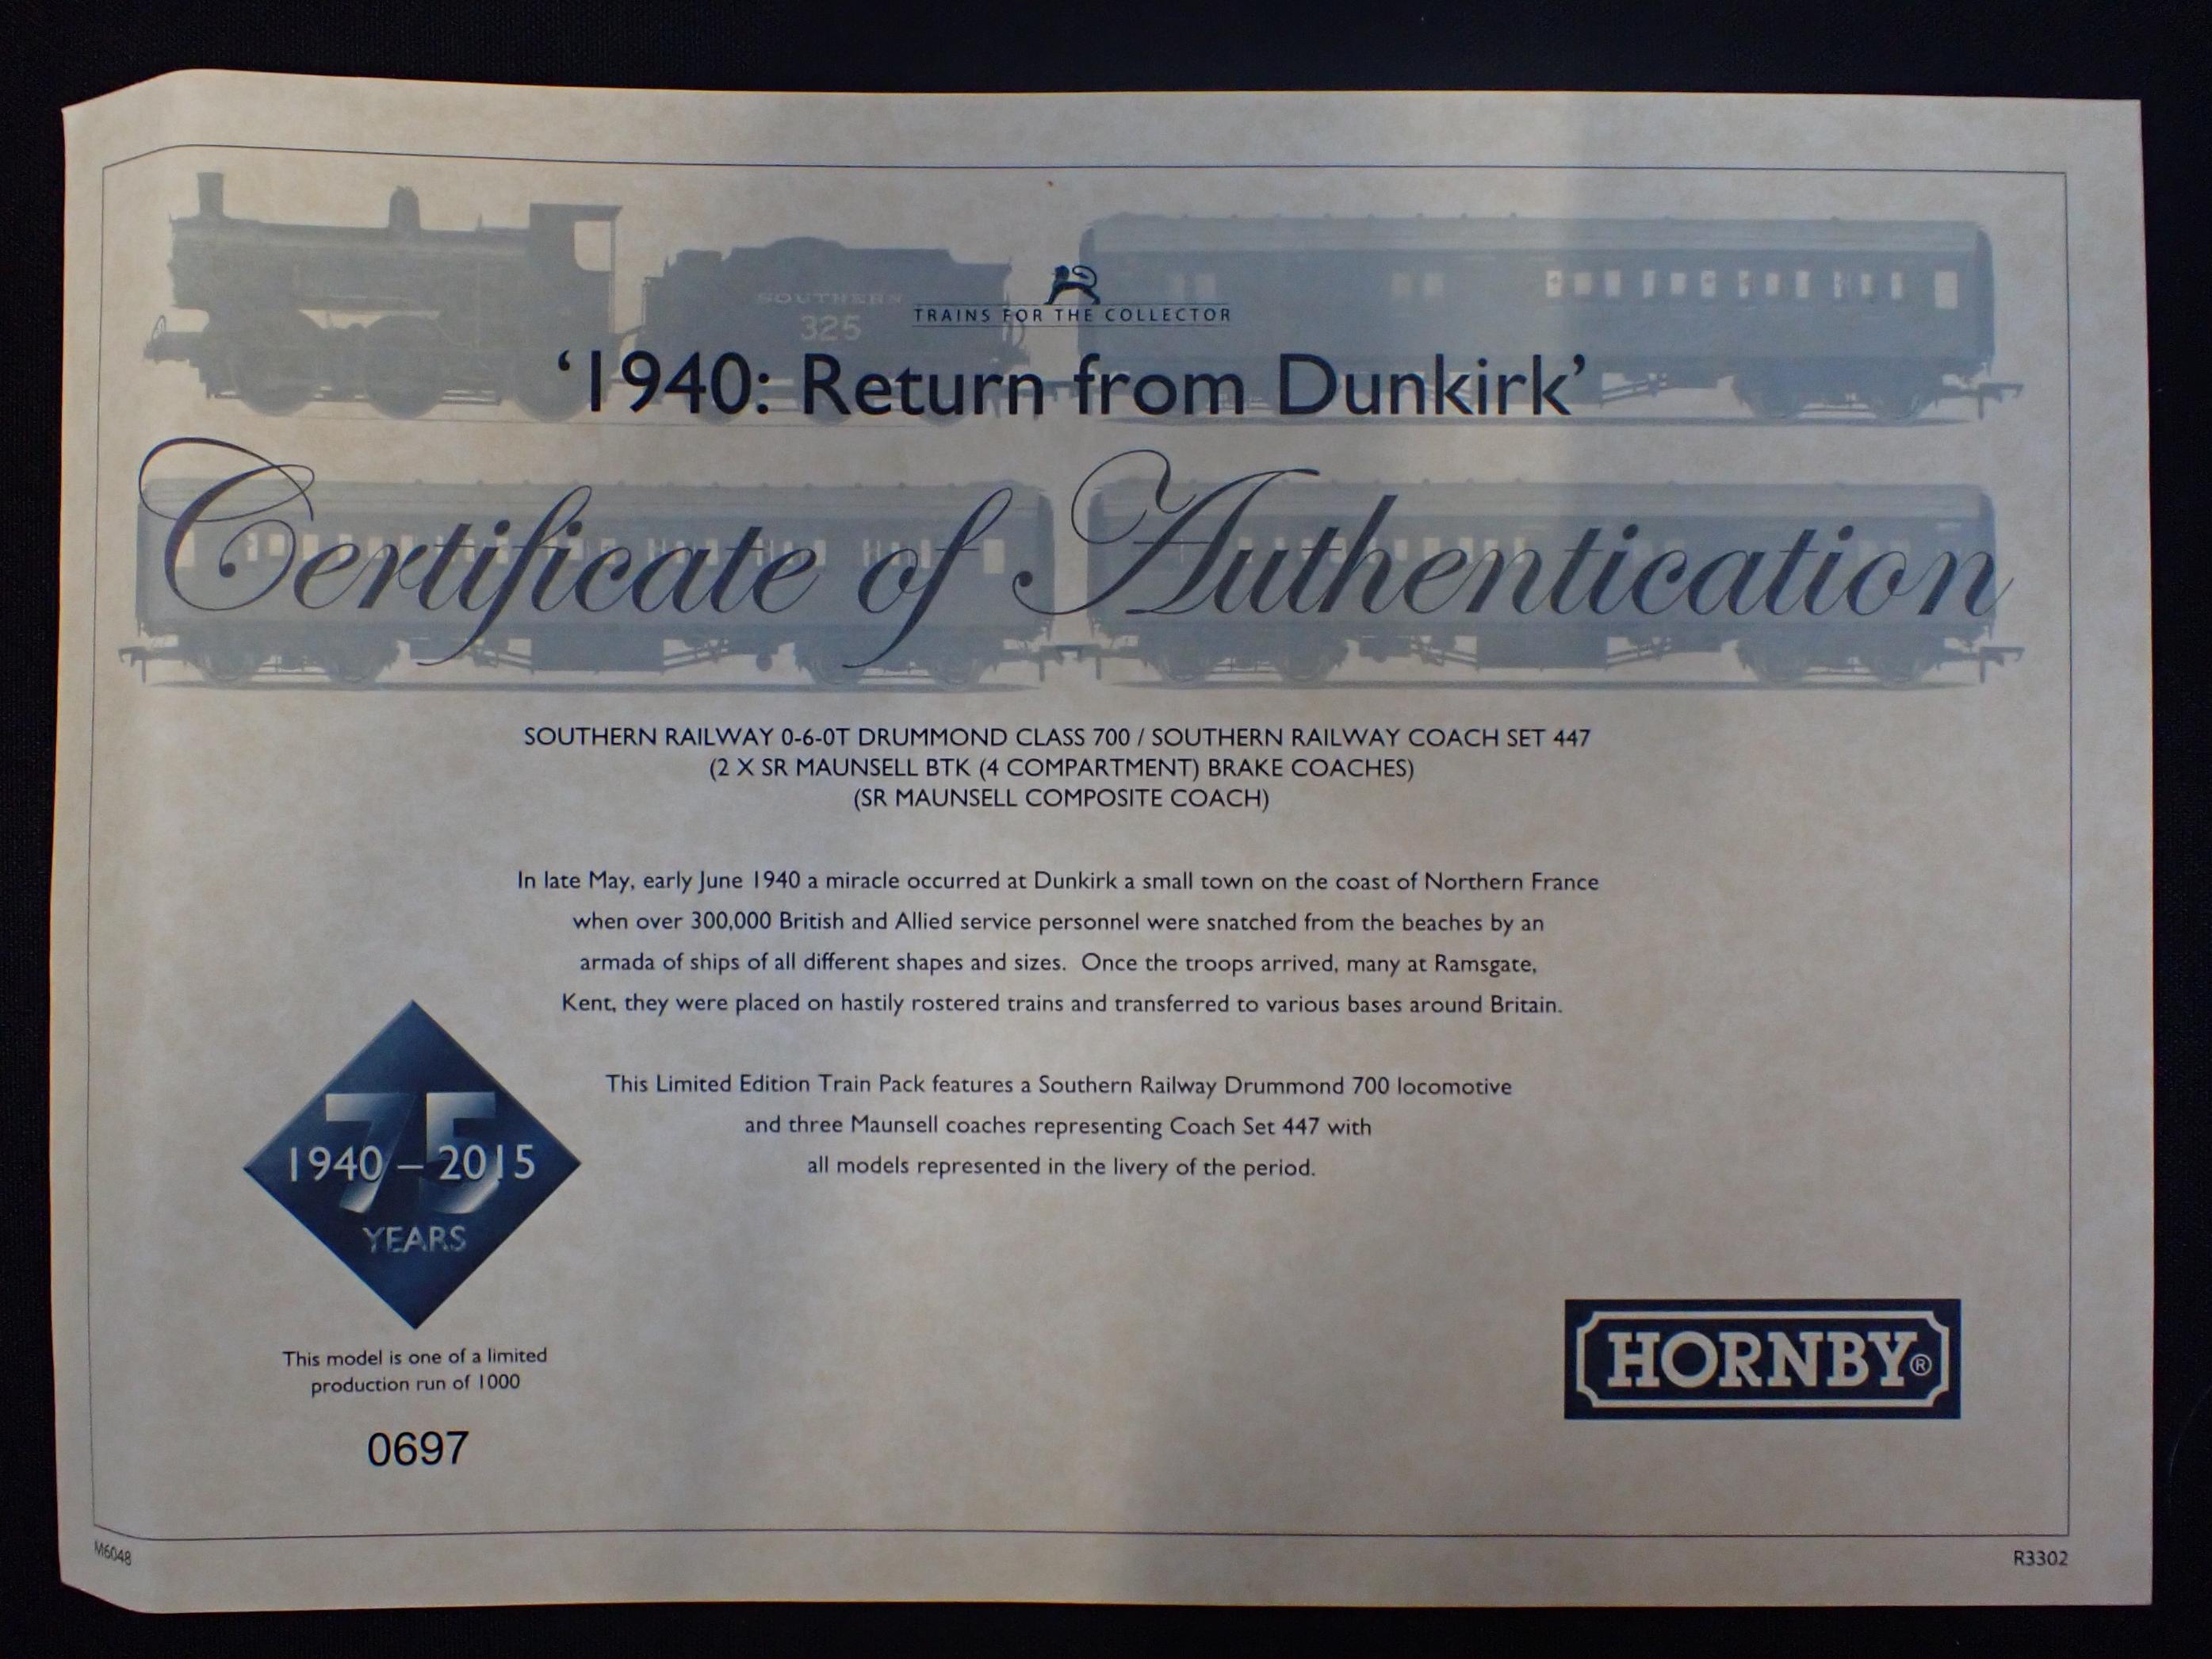 SOUTHERN
325
TRAINS FOR THE COLLECTOR
‘1940: Return from Dunkirk’
Certificate of Authentication
SOUTHERN RAILWAY 0-6-0T DRUMMOND CLASS 700 / SOUTHERN RAILWAY COACH SET 447
(2 X SR MAUNSELL BTK (4 COMPARTMENT) BRAKE COACHES)
(SR MAUNSELL COMPOSITE COACH)
In late May, early June 1940 a miracle occurred at Dunkirk a small town on the coast of Northern France
when over 300,000 British and Allied service personnel were snatched from the beaches by an
armada of ships of all different shapes and sizes. Once the troops arrived, many at Ramsgate,
Kent, they were placed on hastily rostered trains and transferred to various bases around Britain.
This Limited Edition Train Pack features a Southern Railway Drummond 700 locomotive
and three Maunsell coaches representing Coach Set 447 with
all models represented in the livery of the period.
75
1940 – 2015
YEARS
This model is one of a limited
production run of 1000
0697
HORNBY®
M6048
R3302